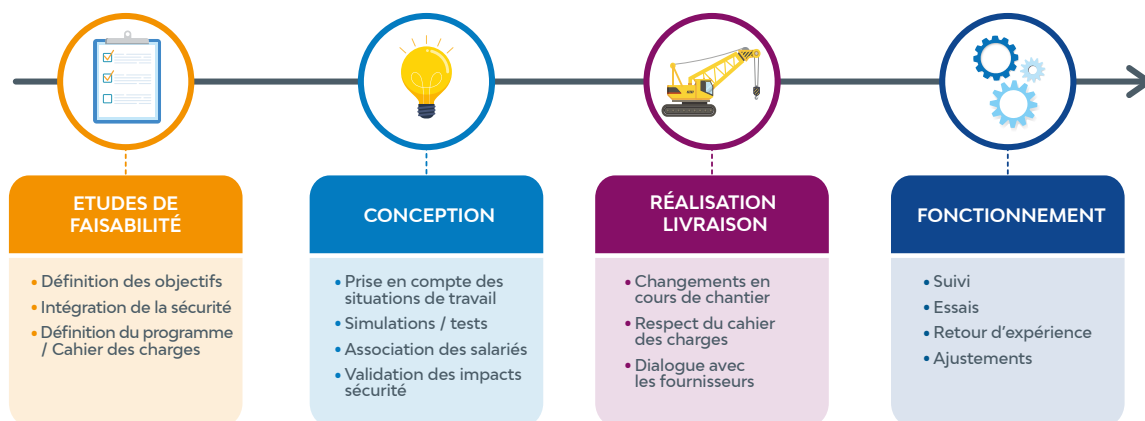 ETUDES DE
FAISABILITÉ
• Définition des objectifs
• Intégration de la sécurité
• Définition du programme
/ Cahier des charges
CONCEPTION
• Prise en compte des
situations de travail
• Simulations / tests
• Association des salariés
• Validation des impacts
sécurité
RÉALISATION
LIVRAISON
• Changements en
cours de chantier
• Respect du cahier
des charges
• Dialogue avec
les fournisseurs
FONCTIONNEMENT
• Suivi
• Essais
• Retour d'expérience
• Ajustements